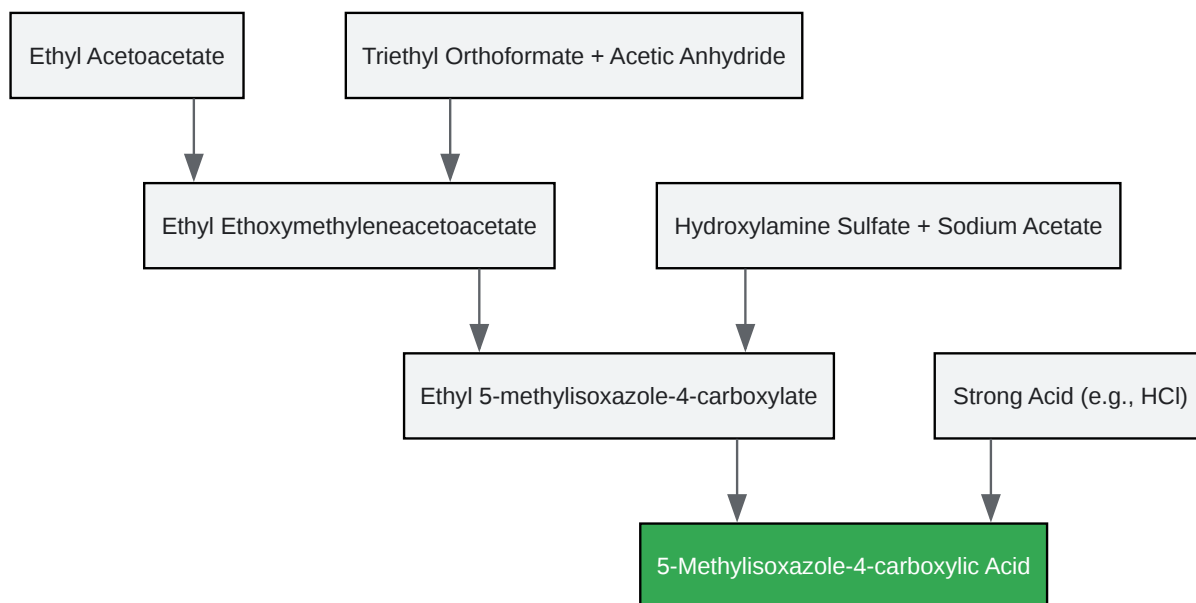 Ethyl Acetoacetate
Triethyl Orthoformate + Acetic Anhydride
Ethyl Ethoxymethyleneacetoacetate
Hydroxylamine Sulfate + Sodium Acetate
Ethyl 5-methylisoxazole-4-carboxylate
Strong Acid (e.g., HCl)
5-Methylisoxazole-4-carboxylic Acid